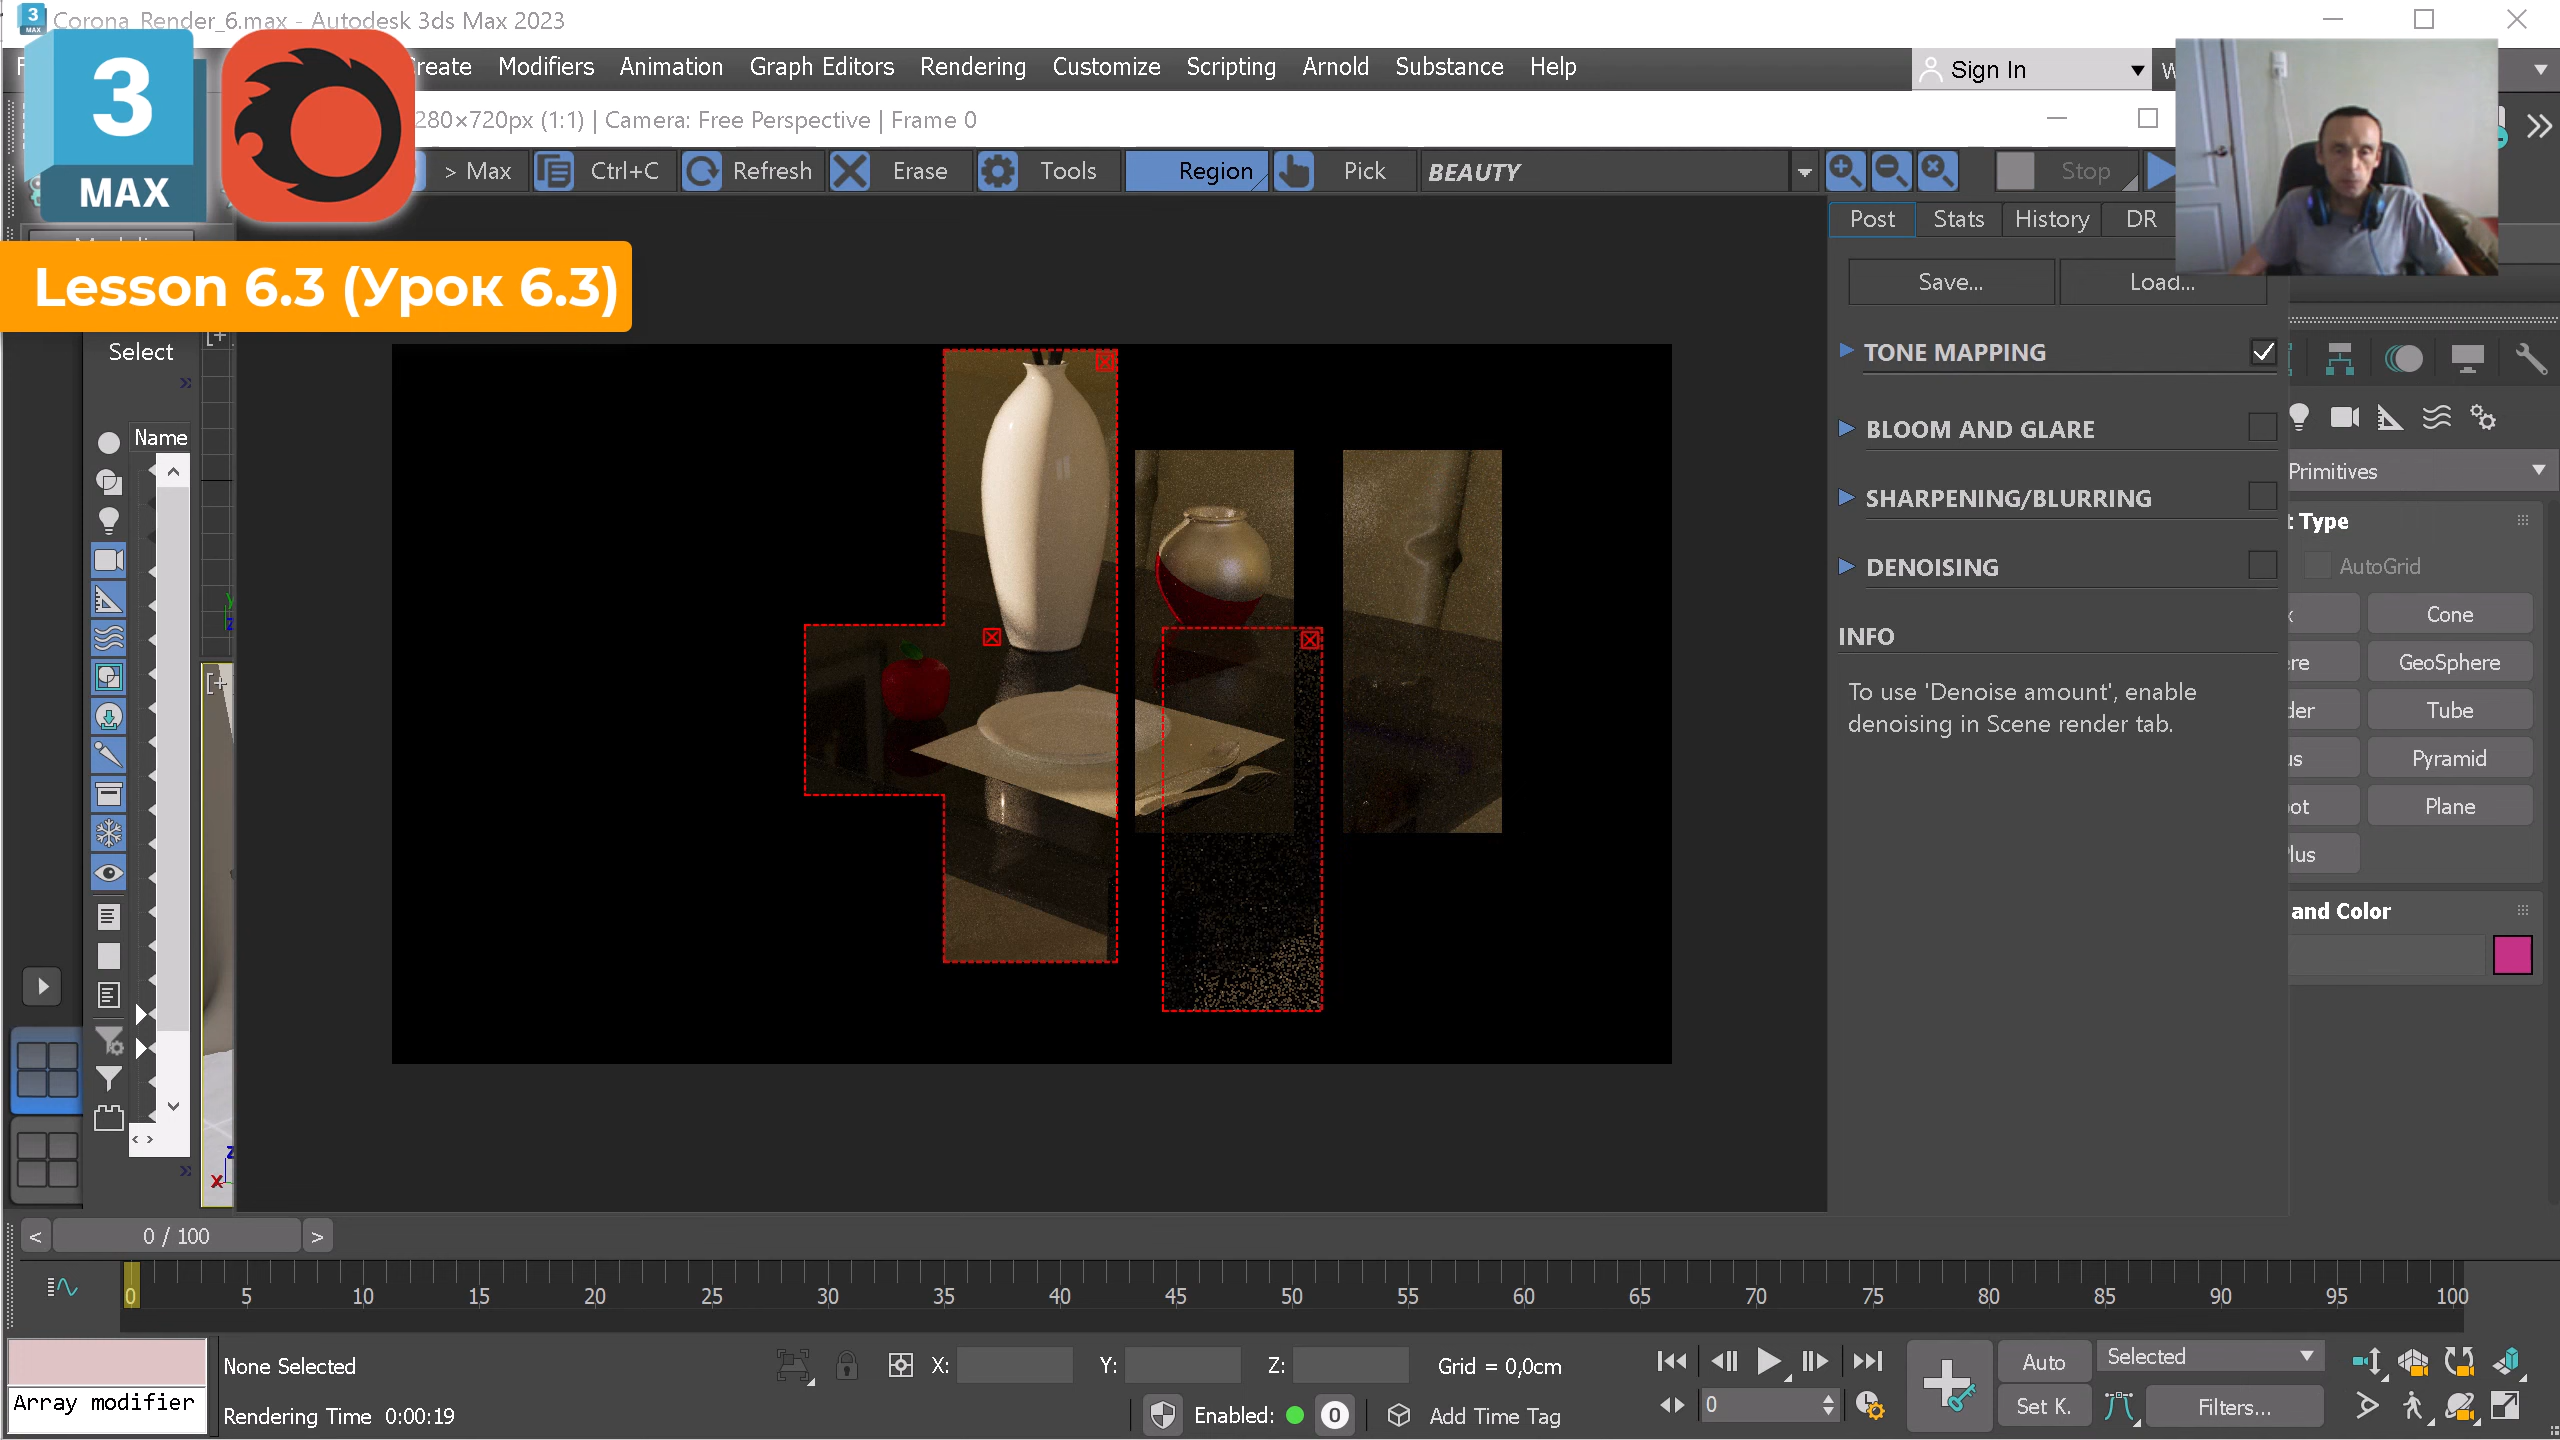 Corona_Render_6.max - Autodesk 3ds Max 2023
Create Modifiers Animation Graph Editors Rendering Customize Scripting Arnold Substance Help
Sign In
W
3
MAX
280×720px (1:1) | Camera: Free Perspective | Frame 0
> Max Ctrl+C Refresh Erase Tools Region Pick BEAUTY Stop
Post Stats History DR
Save... Load...
Lesson 6.3 (Урок 6.3)
Select
Name
TONE MAPPING
BLOOM AND GLARE
SHARPENING/BLURRING
DENOISING
INFO
To use 'Denoise amount', enable
denoising in Scene render tab.
Primitives
t Type
AutoGrid
x Cone
ere GeoSphere
der Tube
us Pyramid
ot Plane
lus
and Color
0 / 100
0 5 10 15 20 25 30 35 40 45 50 55 60 65 70 75 80 85 90 95 100
None Selected
X: Y: Z: Grid = 0,0cm
Auto Selected
Array modifier
Rendering Time 0:00:19
Enabled: 0 Add Time Tag
0
Set K. Filters...